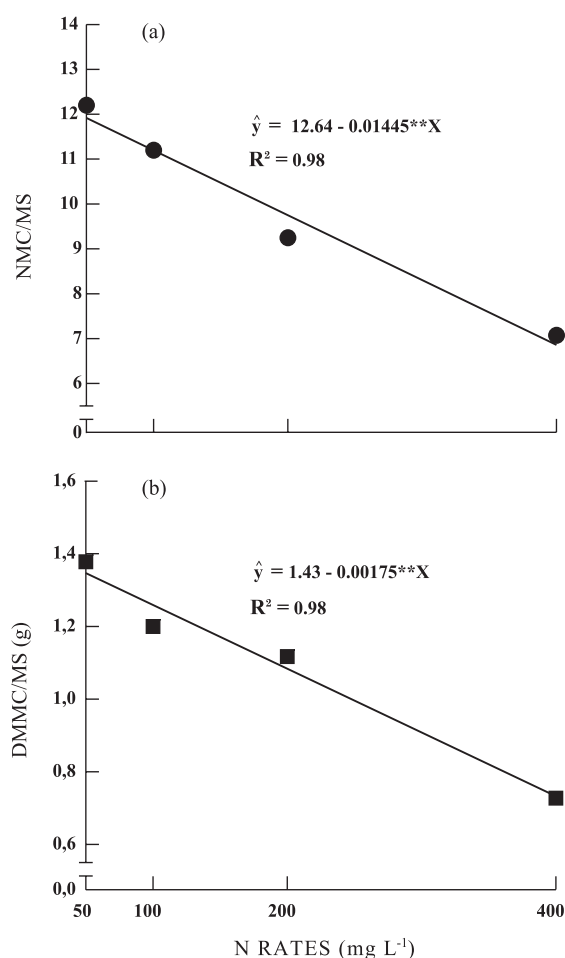 (a)
14
13
12
11
10
9
8
7
6
0
NMC/MS
ŷ = 12.64 - 0.01445**X
R² = 0.98
(b)
1,6
1,4
1,2
1,0
0,8
0,6
0,0
DMMC/MS (g)
ŷ = 1.43 - 0.00175**X
R² = 0.98
50 100 200 400
N RATES (mg L⁻¹)